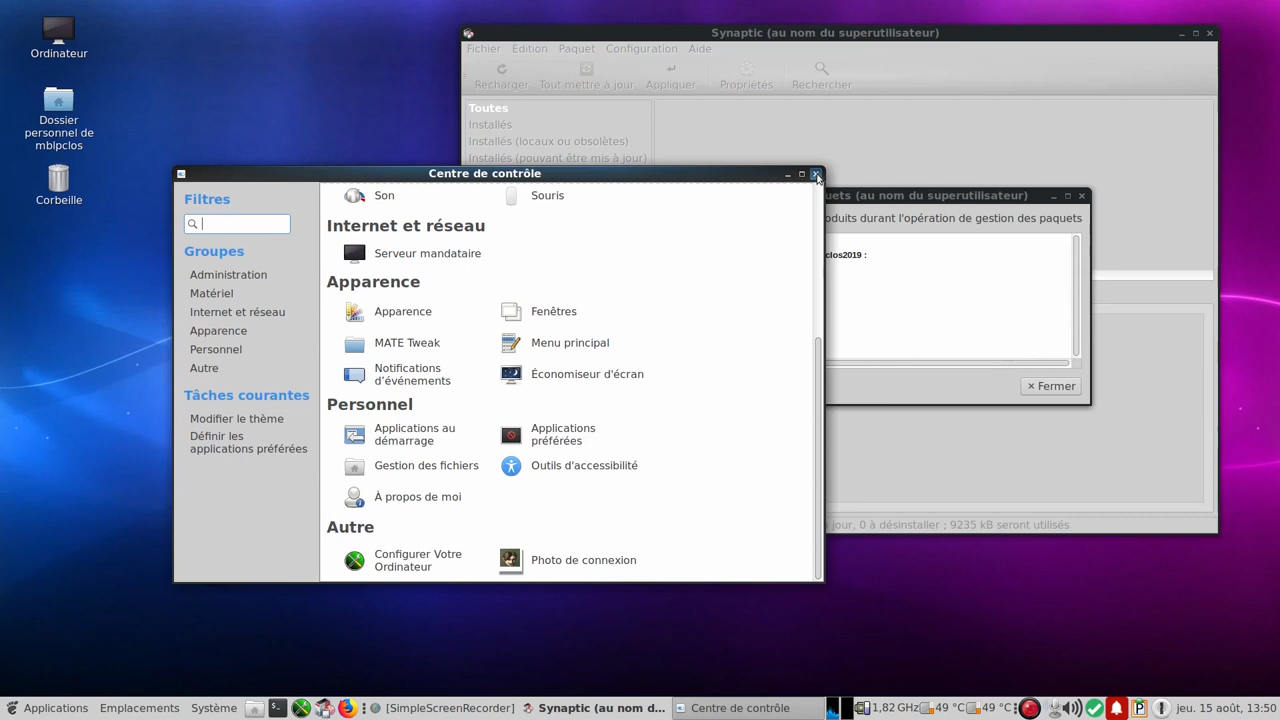 Ordinateur
Dossier
personnel de
mblpclos
Corbeille
Synaptic (au nom du superutilisateur)
Fichier Édition Paquet Configuration Aide
Recharger Tout mettre à jour Appliquer Propriétés Rechercher
Toutes
Installés
Installés (locaux ou obsolètes)
Installés (pouvant être mis à jour)
Centre de contrôle
Filtres
Groupes
Administration
Matériel
Internet et réseau
Apparence
Personnel
Autre
Tâches courantes
Modifier le thème
Définir les
applications préférées
Son Souris
Internet et réseau
Serveur mandataire
Apparence
Apparence Fenêtres
MATE Tweak Menu principal
Notifications
d’événements
Économiseur d'écran
Personnel
Applications au
démarrage
Applications
préférées
Gestion des fichiers Outils d'accessibilité
À propos de moi
Autre
Configurer Votre
Ordinateur
Photo de connexion
uets (au nom du superutilisateur)
oduits durant l'opération de gestion des paquets
clos2019 :
Fermer
jour, 0 à désinstaller ; 9235 kB seront utilisés
Applications Emplacements Système [SimpleScreenRecorder] Synaptic (au nom d... Centre de contrôle 1,82 GHz 49 °C 49 °C jeu. 15 août, 13:50